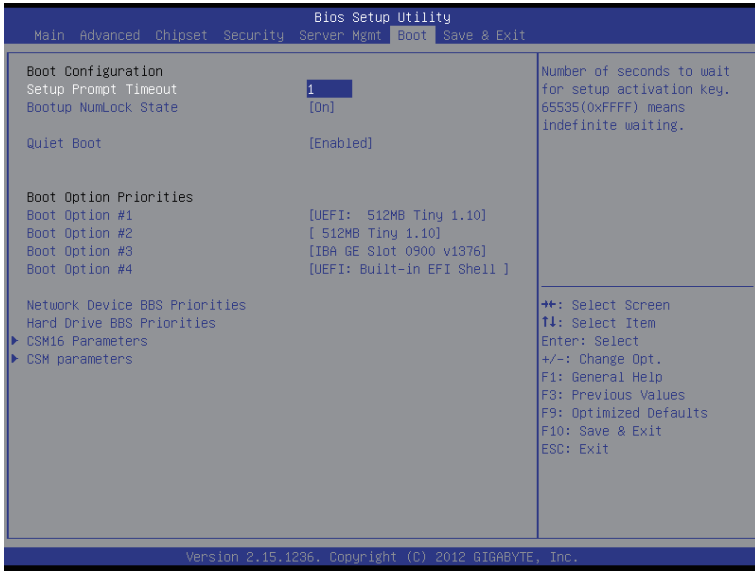 Bios Setup Utility
Main Advanced Chipset Security Server Mgmt Boot Save & Exit
Boot Configuration
Setup Prompt Timeout 1
Bootup NumLock State [On]
Quiet Boot [Enabled]
Boot Option Priorities
Boot Option #1 [UEFI: 512MB Tiny 1.10]
Boot Option #2 [ 512MB Tiny 1.10]
Boot Option #3 [IBA GE Slot 0900 v1376]
Boot Option #4 [UEFI: Built-in EFI Shell ]
Network Device BBS Priorities
Hard Drive BBS Priorities
CSM16 Parameters
CSM parameters
Number of seconds to wait
for setup activation key.
65535(0xFFFF) means
indefinite waiting.
→←: Select Screen
↑↓: Select Item
Enter: Select
+/-: Change Opt.
F1: General Help
F3: Previous Values
F9: Optimized Defaults
F10: Save & Exit
ESC: Exit
Version 2.15.1236. Copyright (C) 2012 GIGABYTE, Inc.